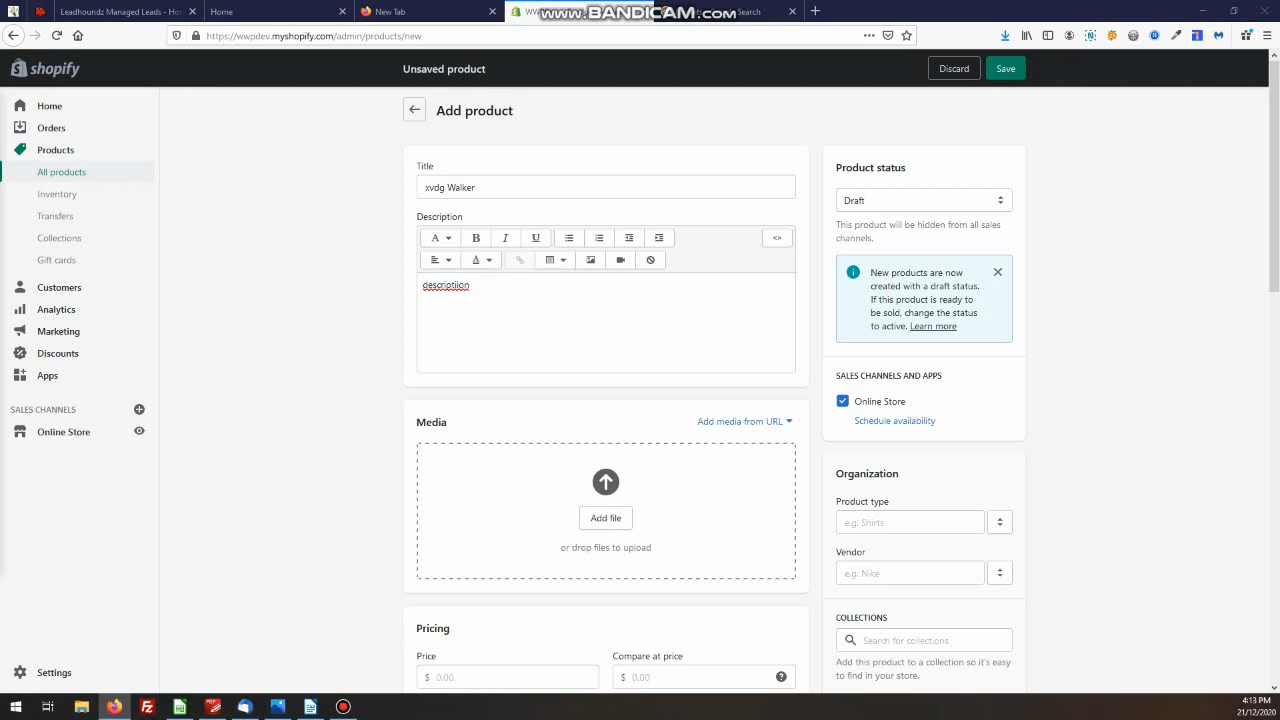 Leadhoundz Managed Leads - Hom
Home
New Tab
Search
www.BANDICAM.com
https://wwpdev.myshopify.com/admin/products/new
shopify
Unsaved product
Discard
Save
Home
Orders
Products
All products
Inventory
Transfers
Collections
Gift cards
Customers
Analytics
Marketing
Discounts
Apps
SALES CHANNELS
Online Store
Settings
Add product
Title
xvdg Walker
Description
A
B
I
U
<>
A
descriptiion
Media
Add media from URL
Add file
or drop files to upload
Pricing
Price
Compare at price
$ 0.00
$ 0.00
Product status
Draft
This product will be hidden from all sales
channels.
New products are now
created with a draft status.
If this product is ready to
be sold, change the status
to active. Learn more
SALES CHANNELS AND APPS
Online Store
Schedule availability
Organization
Product type
e.g. Shirts
Vendor
e.g. Nike
COLLECTIONS
Search for collections
Add this product to a collection so it's easy
to find in your store.
4:13 PM
21/12/2020